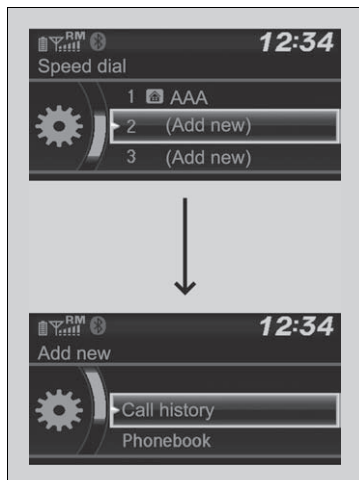 RM
12:34
Speed dial
1 AAA
2 (Add new)
3 (Add new)
RM
12:34
Add new
Call history
Phonebook